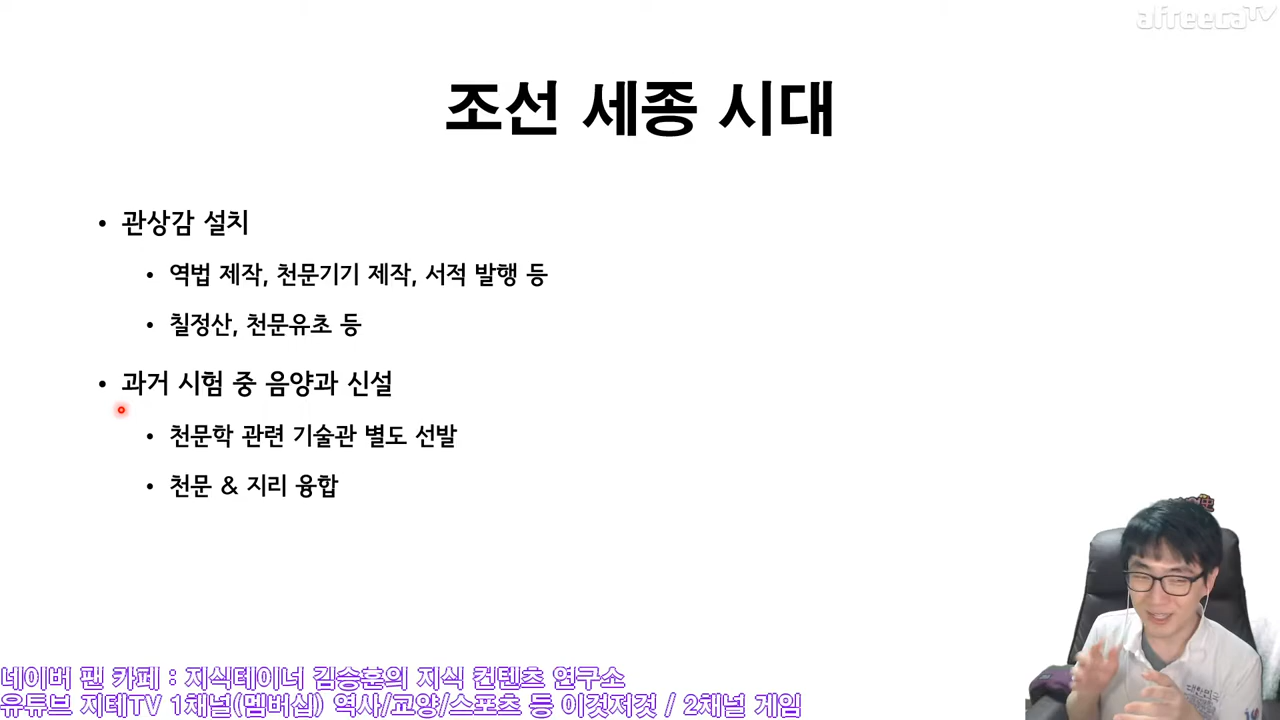 afreecaTV
조선 세종 시대
• 관상감 설치
• 역법 제작, 천문기기 제작, 서적 발행 등
• 칠정산, 천문유초 등
• 과거 시험 중 음양과 신설
• 천문학 관련 기술관 별도 선발
• 천문 & 지리 융합
대한민국
네이버 팬 카페 : 지식테이너 김승훈의 지식 컨텐츠 연구소
유튜브 지테TV 1채널(멤버십) 역사/교양/스포츠 등 이것저것 / 2채널 게임